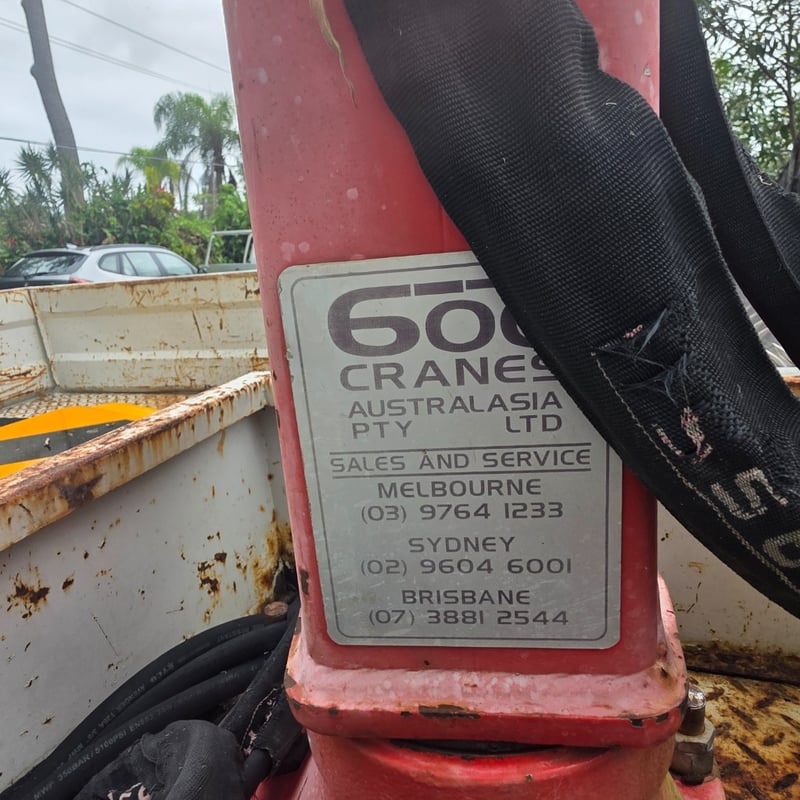 600
CRANES
AUSTRALASIA
PTY LTD
SALES AND SERVICE
MELBOURNE
(03) 9764 1233
SYDNEY
(02) 9604 6001
BRISBANE
(07) 3881 2544